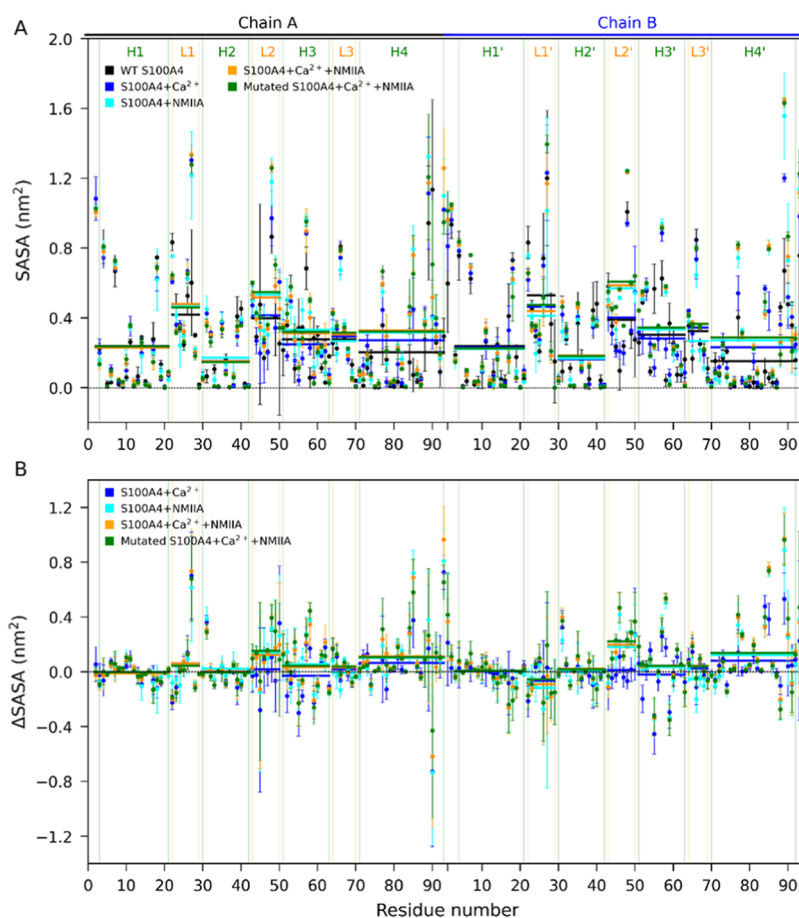 A
Chain A
Chain B
H1 L1 H2 L2 H3 L3 H4 H1' L1' H2' L2' H3' L3' H4'
WT S100A4
S100A4+Ca²⁺
S100A4+NMIIA
S100A4+Ca²⁺+NMIIA
Mutated S100A4+Ca²⁺+NMIIA
SASA (nm²)
2.0
1.6
1.2
0.8
0.4
0.0
0 10 20 30 40 50 60 70 80 90 10 20 30 40 50 60 70 80 90
B
S100A4+Ca²⁺
S100A4+NMIIA
S100A4+Ca²⁺+NMIIA
Mutated S100A4+Ca²⁺+NMIIA
ΔSASA (nm²)
1.2
0.8
0.4
0.0
−0.4
−0.8
−1.2
0 10 20 30 40 50 60 70 80 90 10 20 30 40 50 60 70 80 90
Residue number